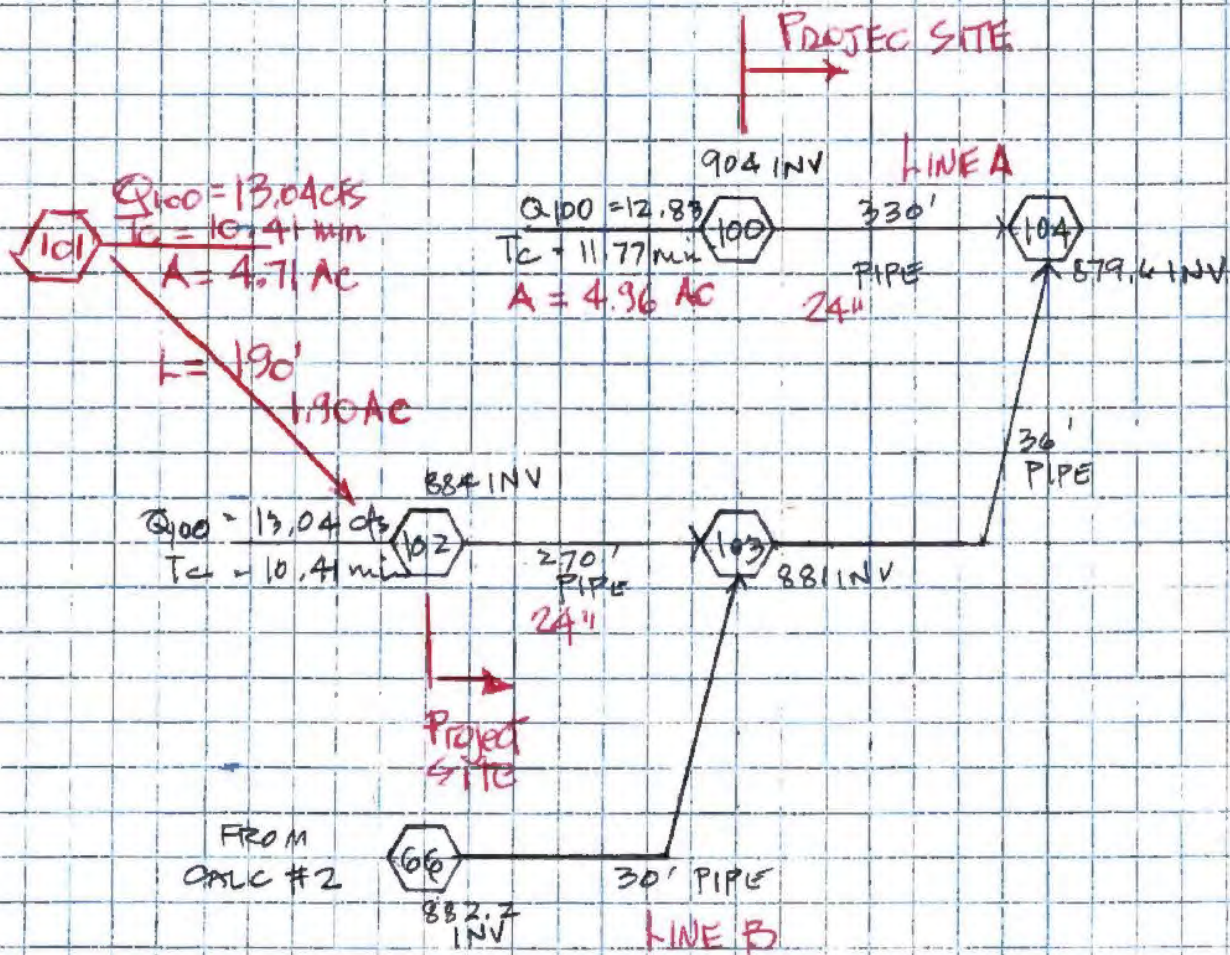 PROJEC SITE
904 INV
LINE A
Q100 = 13.04 cfs
Tc = 10.41 min
A = 4.71 Ac
101
Q100 = 12.83
Tc = 11.77 min
A = 4.96 Ac
100
330'
PIPE
24"
104
879.4 INV
L = 190'
1.90 Ac
36'
PIPE
884 INV
Q100 = 13.04 cfs
Tc = 10.41 min
102
270'
PIPE
24"
103
881 INV
Project
SITE
FROM
CALC #2
66
882.2
INV
30' PIPE
LINE B